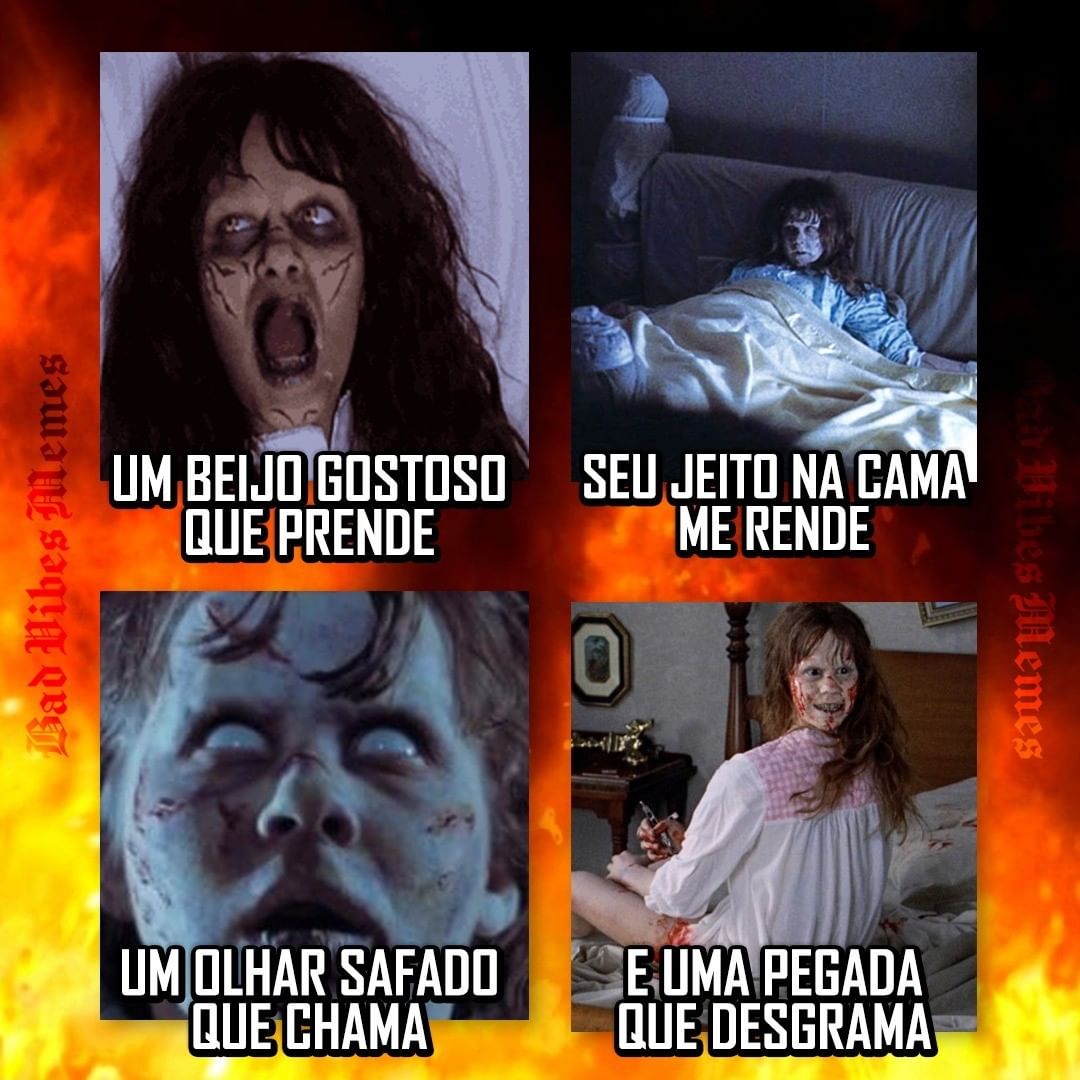 UM BEIJO GOSTOSO
QUE PRENDE
SEU JEITO NA CAMA
ME RENDE
UM OLHAR SAFADO
QUE CHAMA
E UMA PEGADA
QUE DESGRAMA
Bad Vibes Memes
Bad Vibes Memes